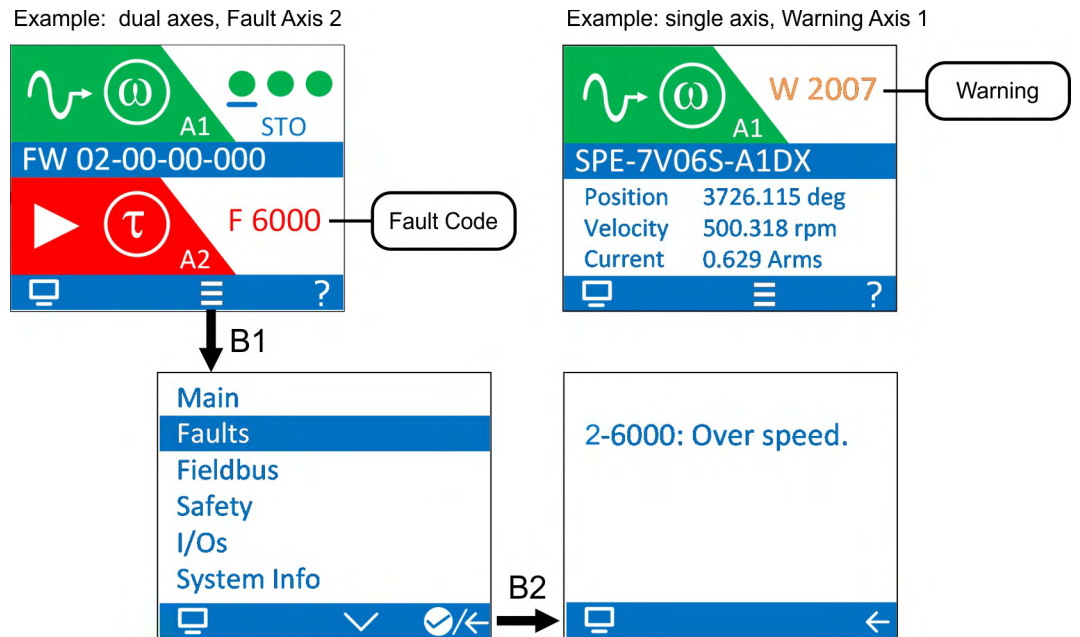 Example: dual axes, Fault Axis 2
ω
A1
STO
FW 02-00-00-000
τ
A2
F 6000
Fault Code
?
B1
Example: single axis, Warning Axis 1
ω
A1
W 2007
Warning
SPE-7V06S-A1DX
Position 3726.115 deg
Velocity 500.318 rpm
Current 0.629 Arms
?
Main
Faults
Fieldbus
Safety
I/Os
System Info
/
B2
2-6000: Over speed.